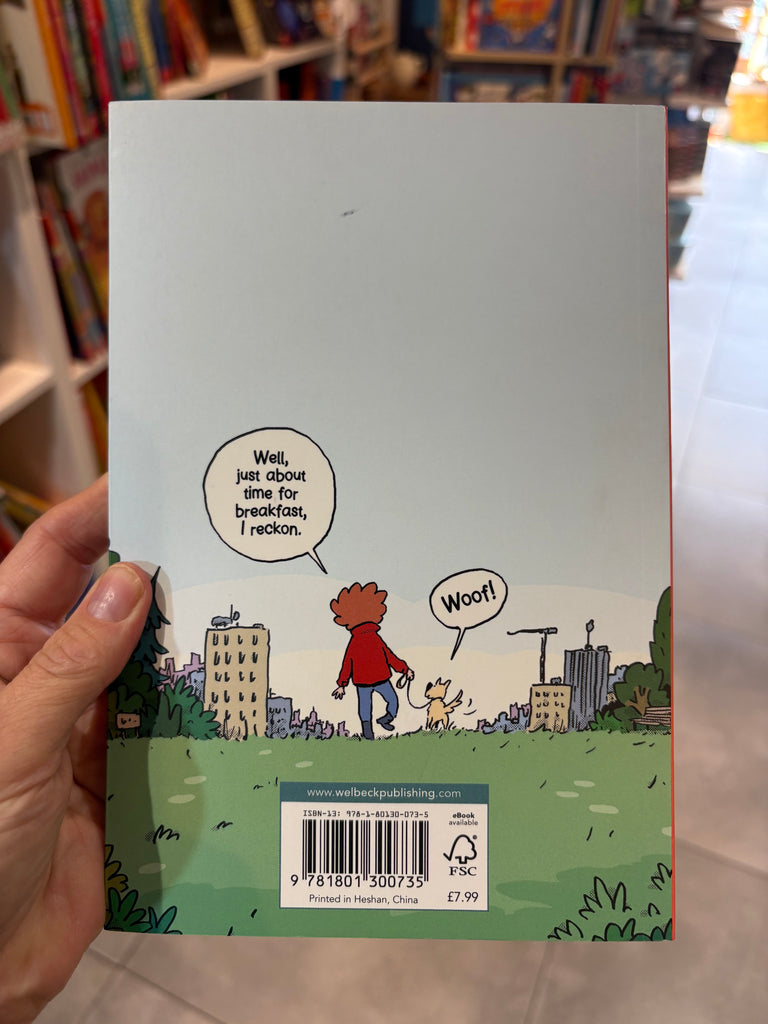 Well,
just about
time for
breakfast,
I reckon.
Woof!
www.welbeckpublishing.com
ISBN-13: 978-1-80130-073-5
eBook
available
FSC
9 781801 300735
Printed in Heshan, China
£7.99